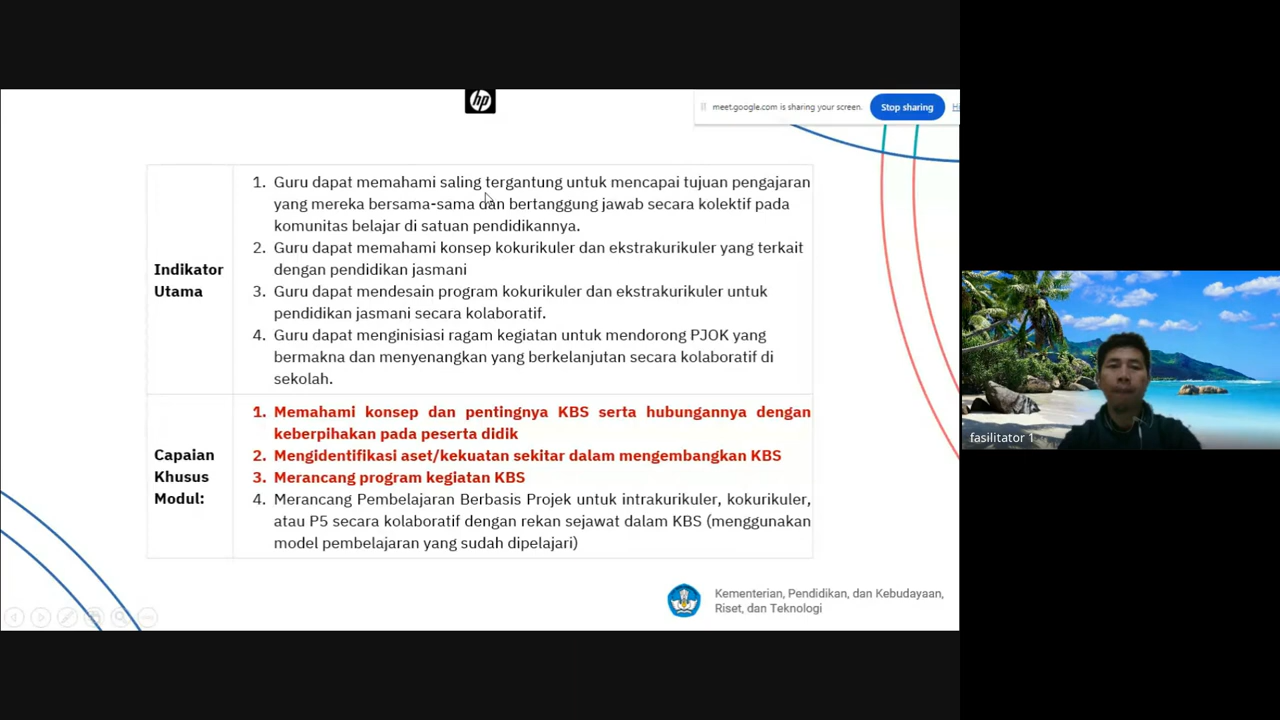 hp
meet.google.com is sharing your screen.
Stop sharing
Indikator Utama
1. Guru dapat memahami saling tergantung untuk mencapai tujuan pengajaran
yang mereka bersama-sama dan bertanggung jawab secara kolektif pada
komunitas belajar di satuan pendidikannya.
2. Guru dapat memahami konsep kokurikuler dan ekstrakurikuler yang terkait
dengan pendidikan jasmani
3. Guru dapat mendesain program kokurikuler dan ekstrakurikuler untuk
pendidikan jasmani secara kolaboratif.
4. Guru dapat menginisiasi ragam kegiatan untuk mendorong PJOK yang
bermakna dan menyenangkan yang berkelanjutan secara kolaboratif di
sekolah.
Capaian
Khusus
Modul:
1. Memahami konsep dan pentingnya KBS serta hubungannya dengan
keberpihakan pada peserta didik
2. Mengidentifikasi aset/kekuatan sekitar dalam mengembangkan KBS
3. Merancang program kegiatan KBS
4. Merancang Pembelajaran Berbasis Projek untuk intrakurikuler, kokurikuler,
atau P5 secara kolaboratif dengan rekan sejawat dalam KBS (menggunakan
model pembelajaran yang sudah dipelajari)
Kementerian, Pendidikan, dan Kebudayaan,
Riset, dan Teknologi
fasilitator 1